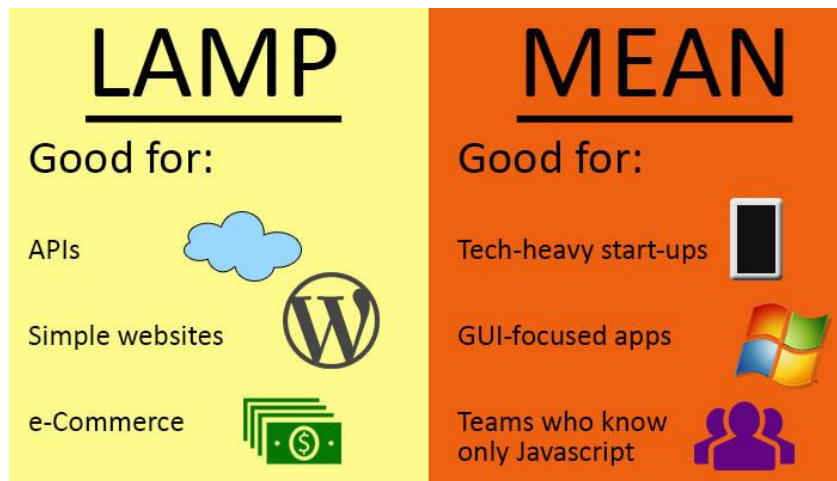 LAMP
Good for:
APIs
Simple websites
e-Commerce
MEAN
Good for:
Tech-heavy start-ups
GUI-focused apps
Teams who know
only Javascript